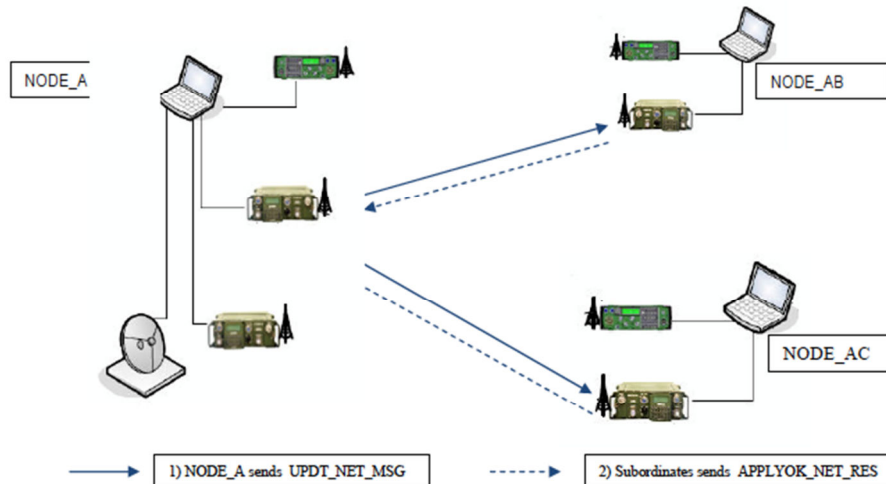 NODE_A
NODE_AB
NODE_AC
1) NODE_A sends UPDT_NET_MSG
2) Subordinates sends APPLYOK_NET_RES